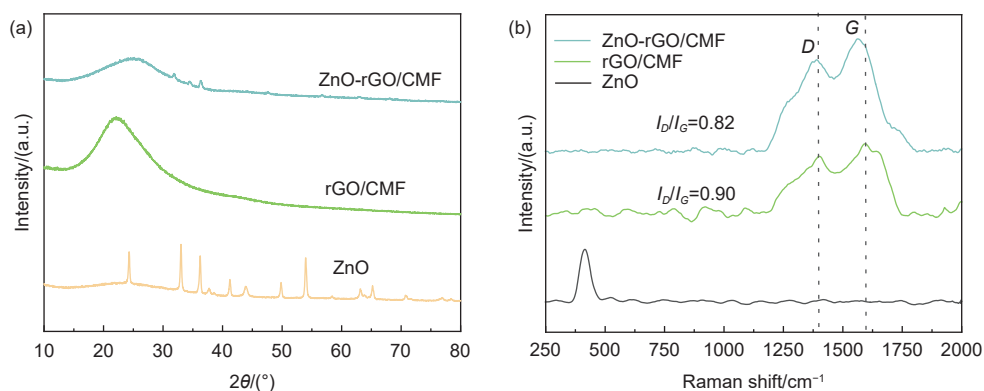 (a)
Intensity/(a.u.)
ZnO-rGO/CMF
rGO/CMF
ZnO
10 20 30 40 50 60 70 80
2θ/(°)
(b)
Intensity/(a.u.)
ZnO-rGO/CMF
rGO/CMF
ZnO
D
G
I_D/I_G=0.82
I_D/I_G=0.90
250 500 750 1000 1250 1500 1750 2000
Raman shift/cm⁻¹